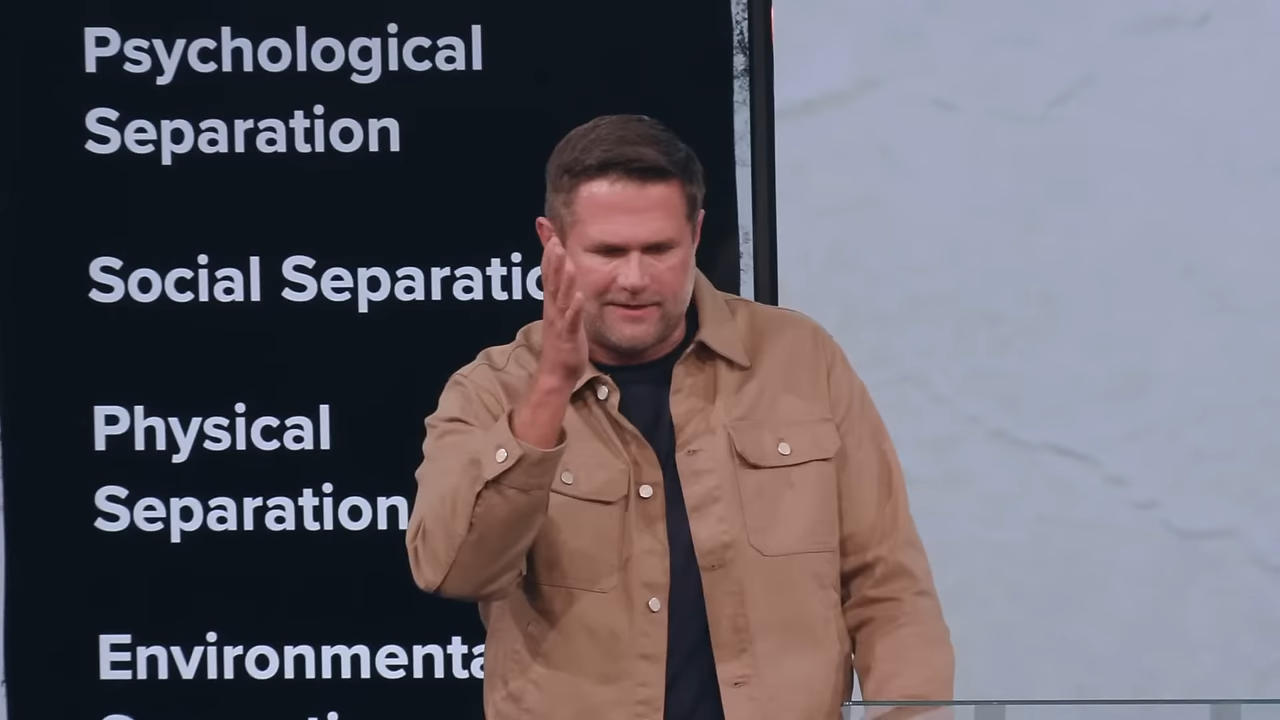 Psychological
Separation
Social Separatio
Physical
Separation
Environmenta